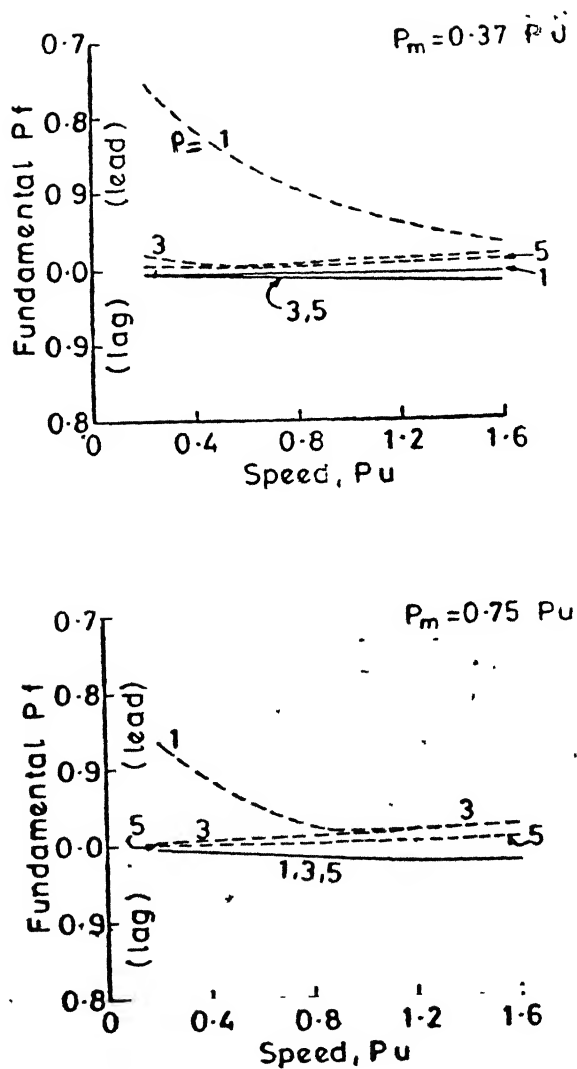 P_m = 0.37 PU
0.7
0.8
0.9
0.0
0.9
0.8
Fundamental Pf
(lead)
(lag)
P= 1
3
5
1
3,5
0 0.4 0.8 1.2 1.6
Speed, Pu
P_m = 0.75 Pu
0.7
0.8
0.9
0.0
0.9
0.8
Fundamental Pf
(lead)
(lag)
1
5 3 3
5
1,3,5
0 0.4 0.8 1.2 1.6
Speed, Pu